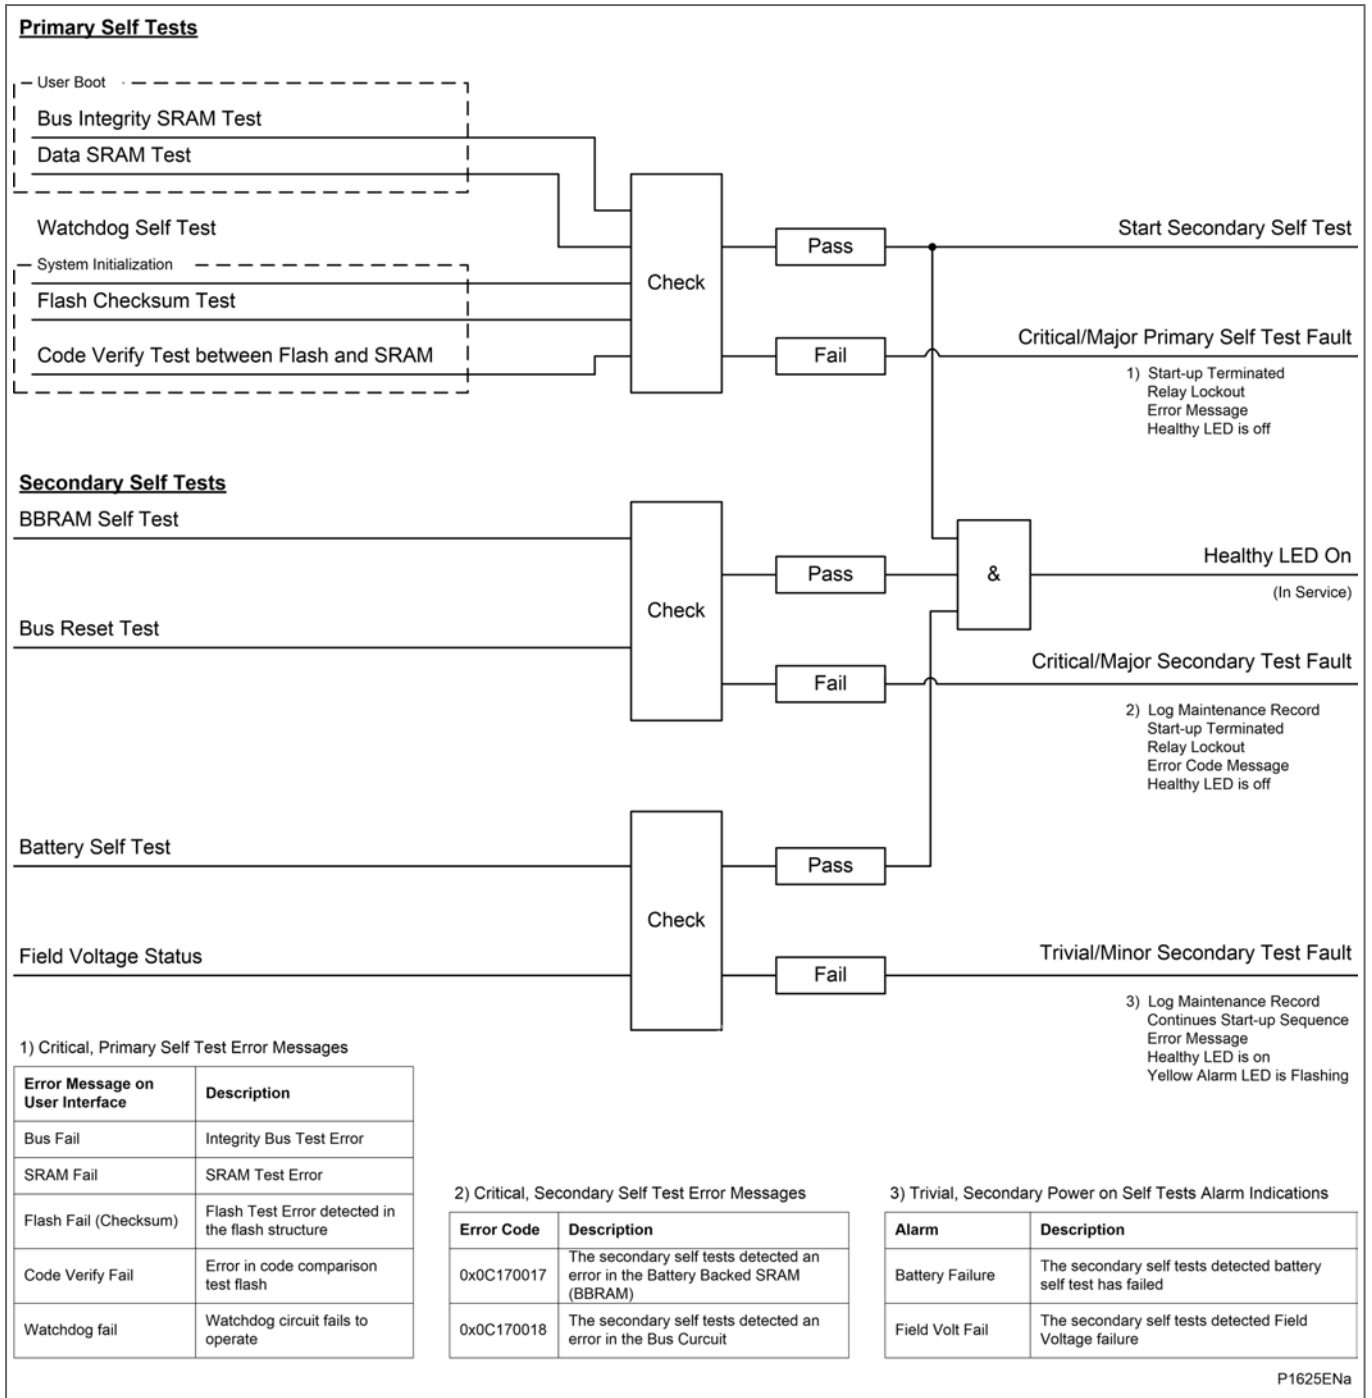 Primary Self Tests
User Boot
Bus Integrity SRAM Test
Data SRAM Test
Watchdog Self Test
System Initialization
Flash Checksum Test
Code Verify Test between Flash and SRAM
Check
Pass
Start Secondary Self Test
Fail
Critical/Major Primary Self Test Fault
1) Start-up Terminated
Relay Lockout
Error Message
Healthy LED is off
Secondary Self Tests
BBRAM Self Test
Bus Reset Test
Check
Pass
&
Healthy LED On
(In Service)
Fail
Critical/Major Secondary Test Fault
2) Log Maintenance Record
Start-up Terminated
Relay Lockout
Error Code Message
Healthy LED is off
Battery Self Test
Field Voltage Status
Check
Pass
Fail
Trivial/Minor Secondary Test Fault
3) Log Maintenance Record
Continues Start-up Sequence
Error Message
Healthy LED is on
Yellow Alarm LED is Flashing
1) Critical, Primary Self Test Error Messages
Error Message on
User Interface
Description
Bus Fail
Integrity Bus Test Error
SRAM Fail
SRAM Test Error
Flash Fail (Checksum)
Flash Test Error detected in
the flash structure
Code Verify Fail
Error in code comparison
test flash
Watchdog fail
Watchdog circuit fails to
operate
2) Critical, Secondary Self Test Error Messages
Error Code
Description
0x0C170017
The secondary self tests detected an
error in the Battery Backed SRAM
(BBRAM)
0x0C170018
The secondary self tests detected an
error in the Bus Curcuit
3) Trivial, Secondary Power on Self Tests Alarm Indications
Alarm
Description
Battery Failure
The secondary self tests detected battery
self test has failed
Field Volt Fail
The secondary self tests detected Field
Voltage failure
P1625ENa